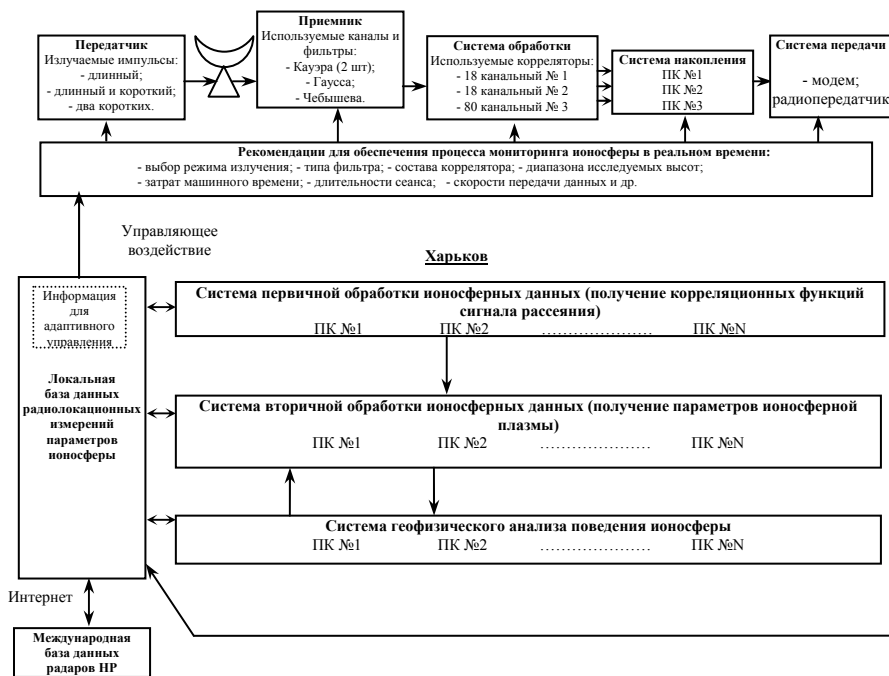 Передатчик
Излучаемые импульсы:
- длинный;
- длинный и короткий;
- два коротких.
Приемник
Используемые каналы и
фильтры:
- Кауэра (2 шт);
- Гаусса;
- Чебышева.
Система обработки
Используемые корреляторы:
- 18 канальный № 1
- 18 канальный № 2
- 80 канальный № 3
Система накопления
ПК №1
ПК №2
ПК №3
Система передачи
- модем;
радиопередатчик
Рекомендации для обеспечения процесса мониторинга ионосферы в реальном времени:
- выбор режима излучения; - типа фильтра; - состава коррелятора; - диапазона исследуемых высот;
- затрат машинного времени; - длительности сеанса; - скорости передачи данных и др.
Управляющее
воздействие
Харьков
Информация
для
адаптивного
управления
Локальная
база данных
радиолокационных
измерений
параметров
ионосферы
Система первичной обработки ионосферных данных (получение корреляционных функций
сигнала рассеяния)
ПК №1 ПК №2 ………………… ПК №N
Система вторичной обработки ионосферных данных (получение параметров ионосферной
плазмы)
ПК №1 ПК №2 ………………… ПК №N
Система геофизического анализа поведения ионосферы
ПК №1 ПК №2 ………………… ПК №N
Интернет
Международная
база данных
радаров НР